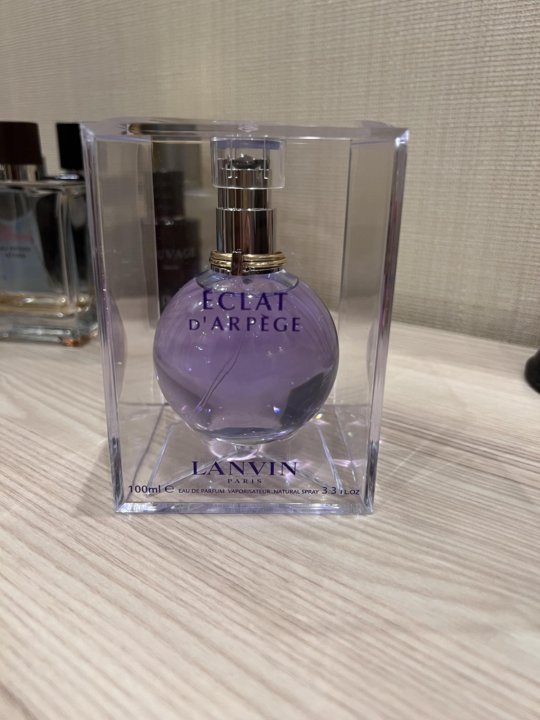 ÉCLAT
D'ARPÈGE
LANVIN
PARIS
100ml e EAU DE PARFUM VAPORISATEUR NATURAL SPRAY 3.3 FL.OZ